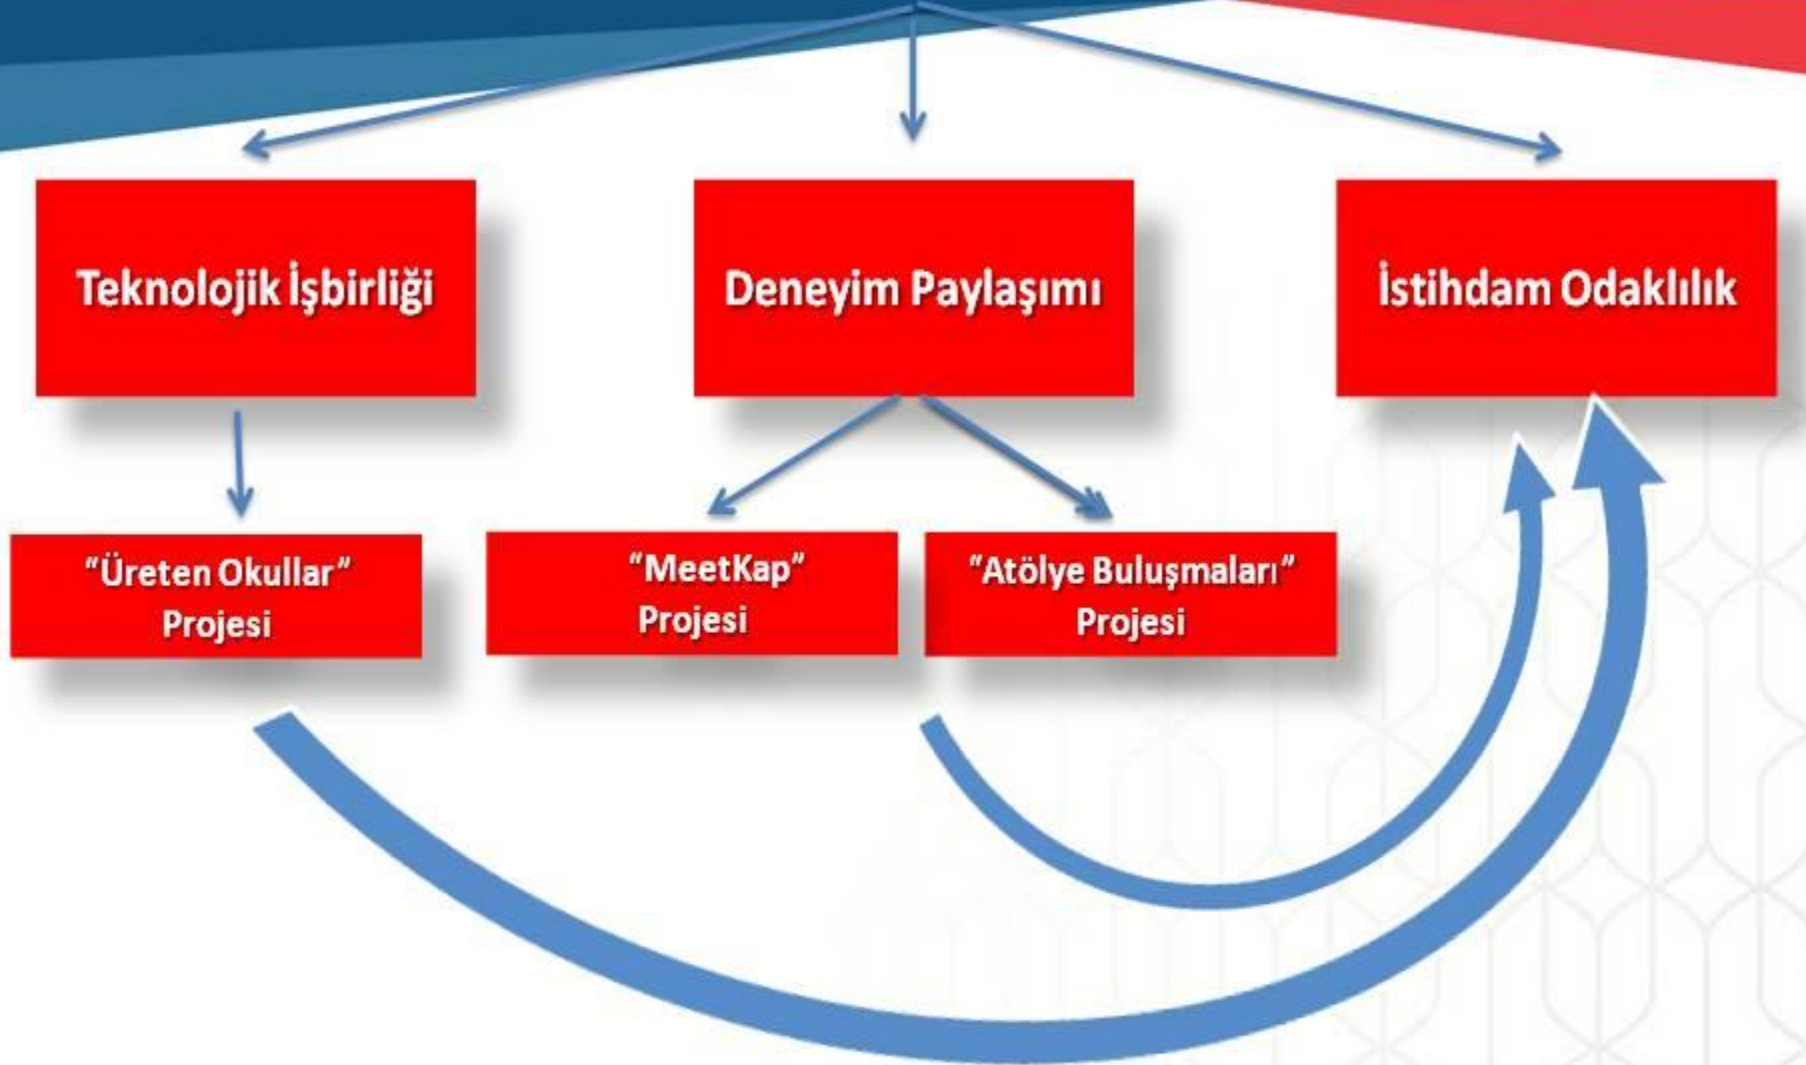 Teknolojik İşbirliği
Deneyim Paylaşımı
İstihdam Odaklılık
"Üreten Okullar"
Projesi
"MeetKap"
Projesi
"Atölye Buluşmaları"
Projesi